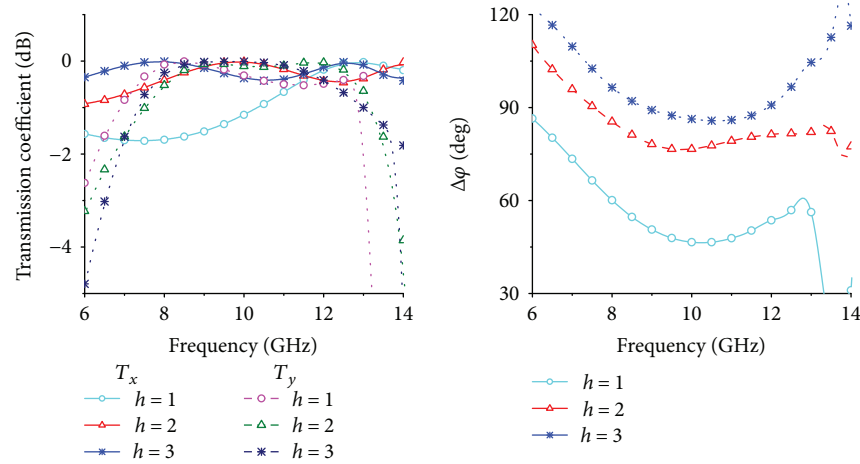 Transmission coefficient (dB)
0
−2
−4
6
8
10
12
14
Frequency (GHz)
T_x
T_y
h = 1
h = 1
h = 2
h = 2
h = 3
h = 3
Δφ (deg)
120
90
60
30
6
8
10
12
14
Frequency (GHz)
h = 1
h = 2
h = 3